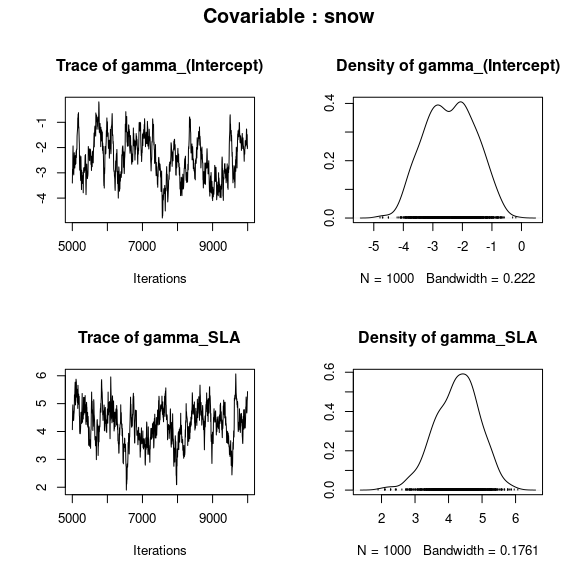 Covariable : snow
Trace of gamma_(Intercept)
-1
-2
-3
-4
5000 7000 9000
Iterations
Density of gamma_(Intercept)
0.4
0.2
0.0
-5 -4 -3 -2 -1 0
N = 1000 Bandwidth = 0.222
Trace of gamma_SLA
6
5
4
3
2
5000 7000 9000
Iterations
Density of gamma_SLA
0.6
0.4
0.2
0.0
2 3 4 5 6
N = 1000 Bandwidth = 0.1761